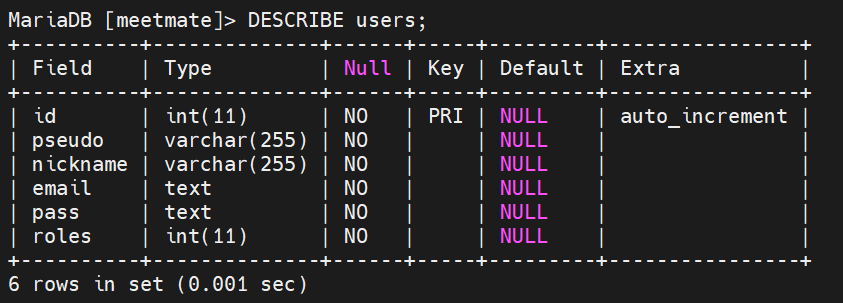 MariaDB [meetmate]> DESCRIBE users;
+----------+--------------+------+-----+---------+----------------+
| Field    | Type         | Null | Key | Default | Extra          |
+----------+--------------+------+-----+---------+----------------+
| id       | int(11)      | NO   | PRI | NULL    | auto_increment |
| pseudo   | varchar(255) | NO   |     | NULL    |                |
| nickname | varchar(255) | NO   |     | NULL    |                |
| email    | text         | NO   |     | NULL    |                |
| pass     | text         | NO   |     | NULL    |                |
| roles    | int(11)      | NO   |     | NULL    |                |
+----------+--------------+------+-----+---------+----------------+
6 rows in set (0.001 sec)